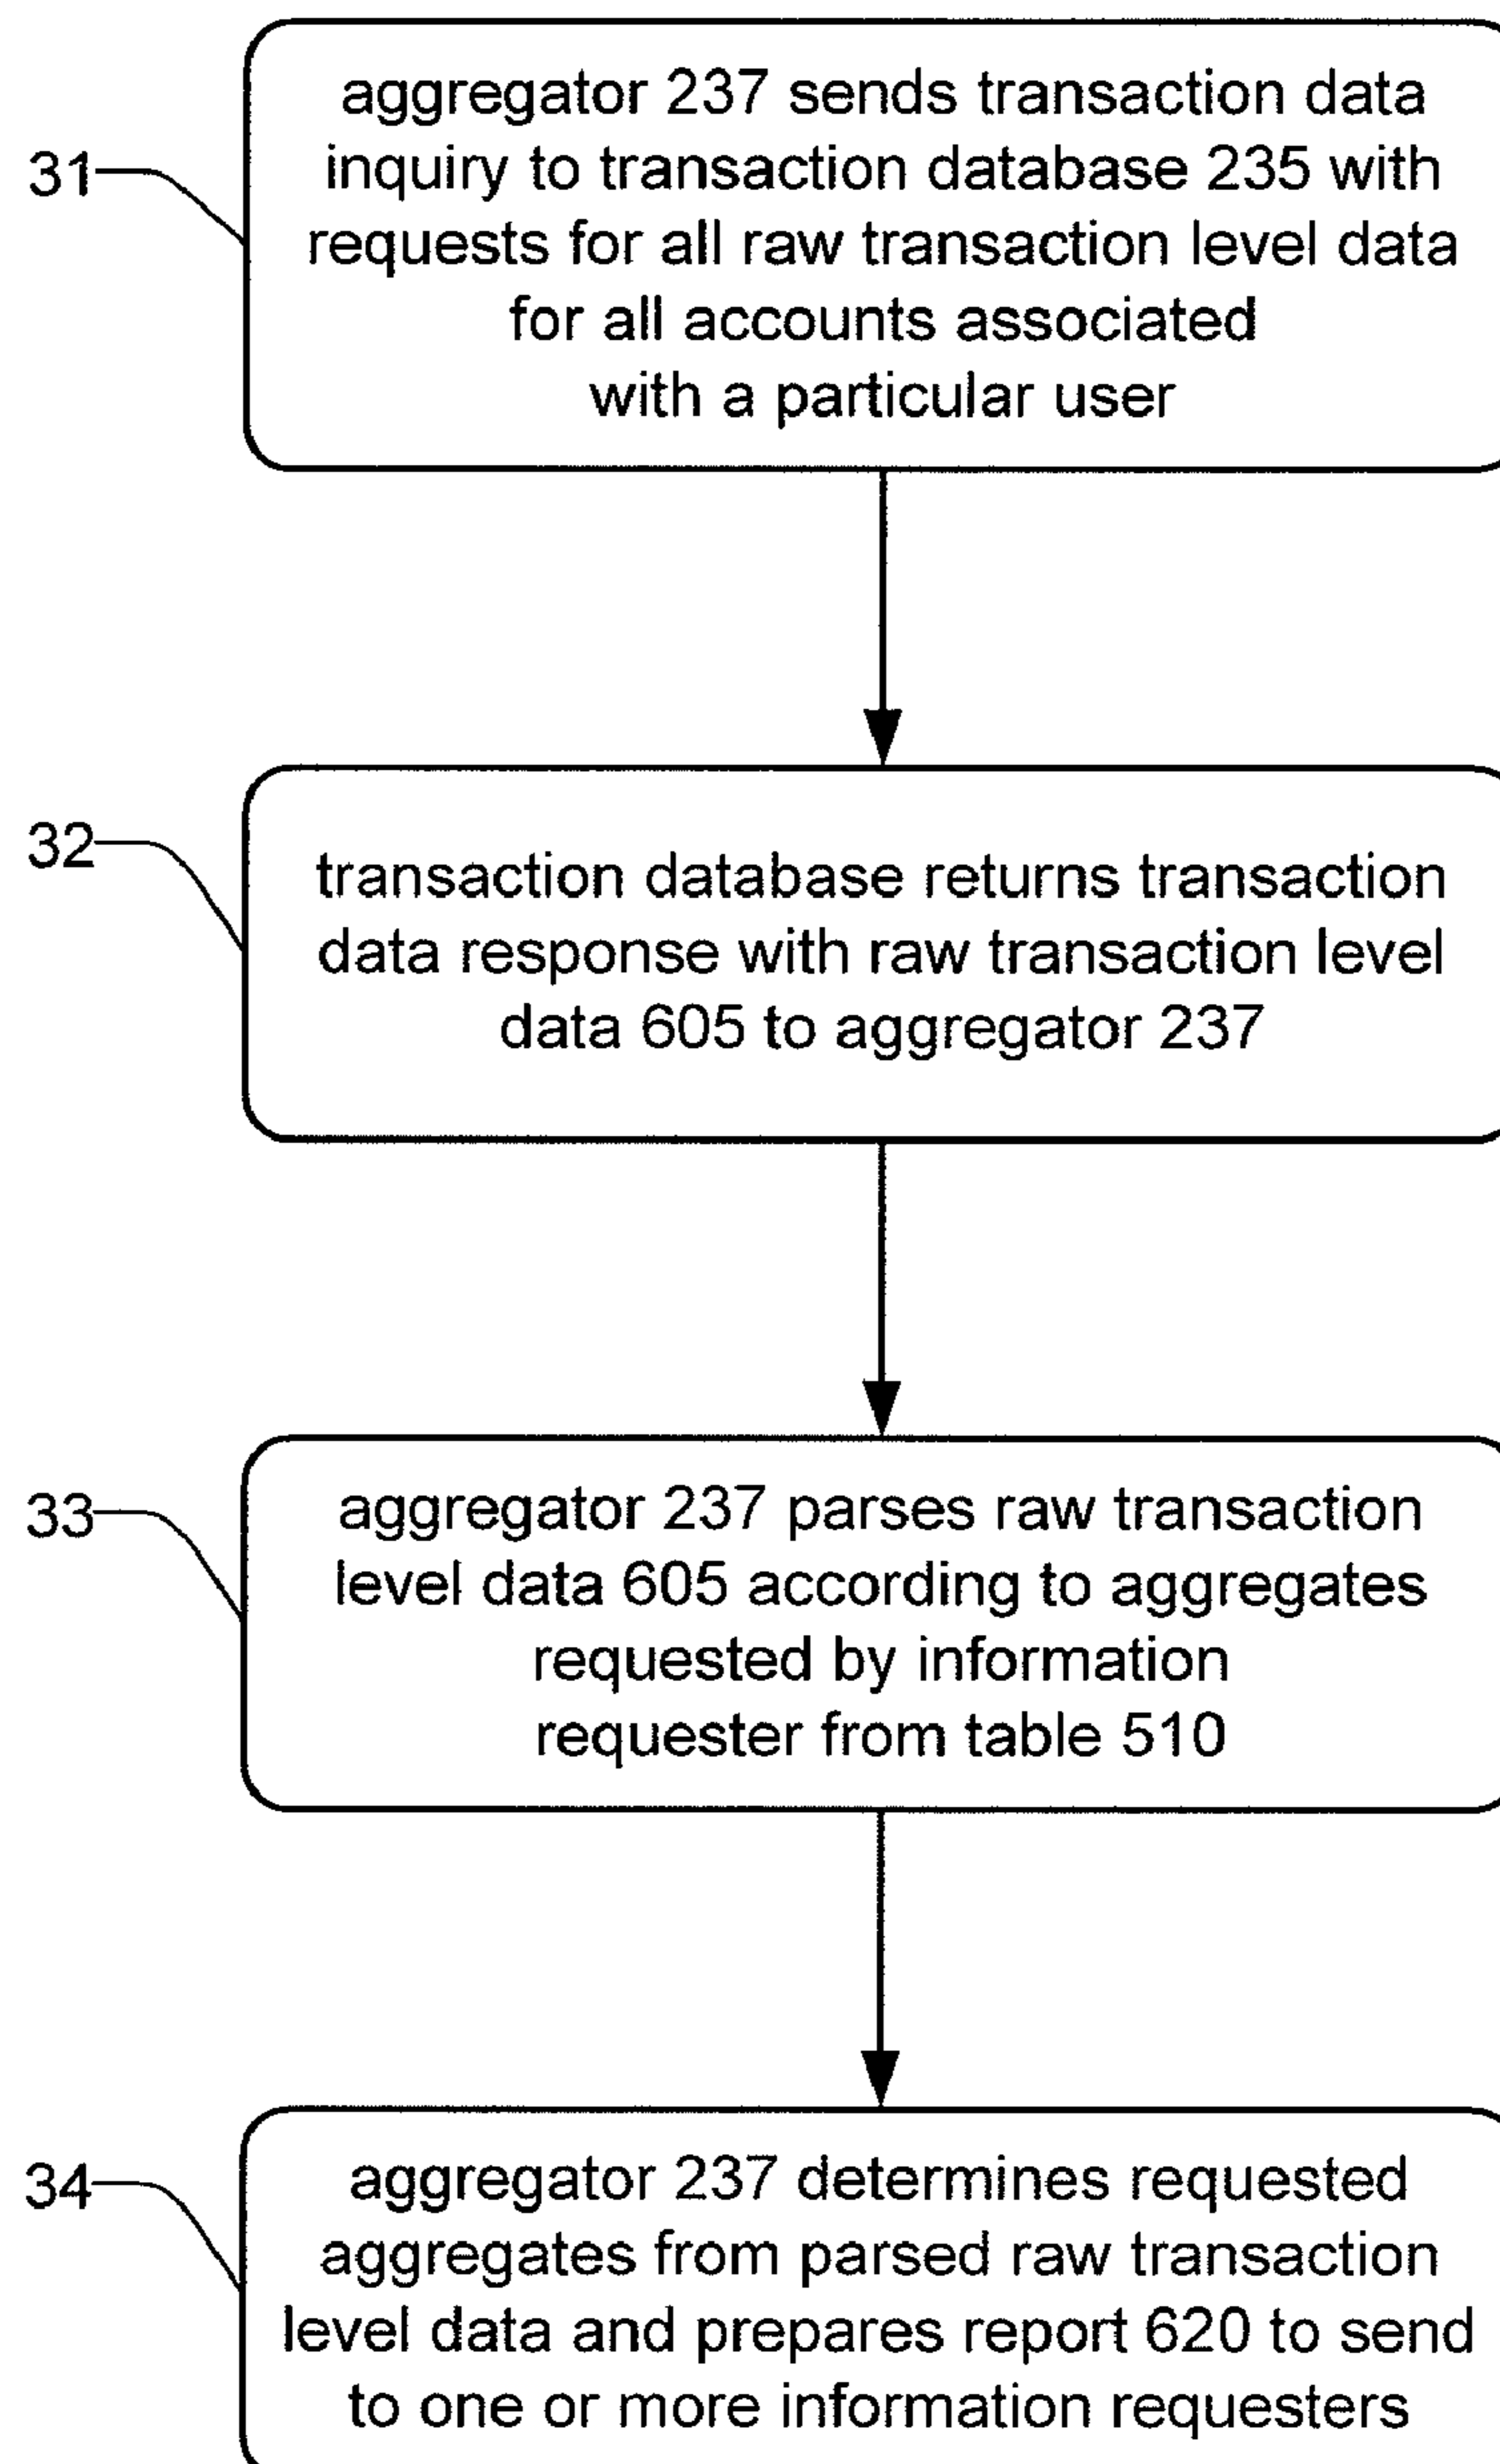 aggregator 237 sends transaction data
inquiry to transaction database 235 with
31
requests for all raw transaction level data
for all accounts associated
with a particular user
32
transaction database returns transaction
data response with raw transaction level
data 605 to aggregator 237
33
aggregator 237 parses raw transaction
level data 605 according to aggregates
requested by information
requester from table 510
34
aggregator 237 determines requested
aggregates from parsed raw transaction
level data and prepares report 620 to send
to one or more information requesters